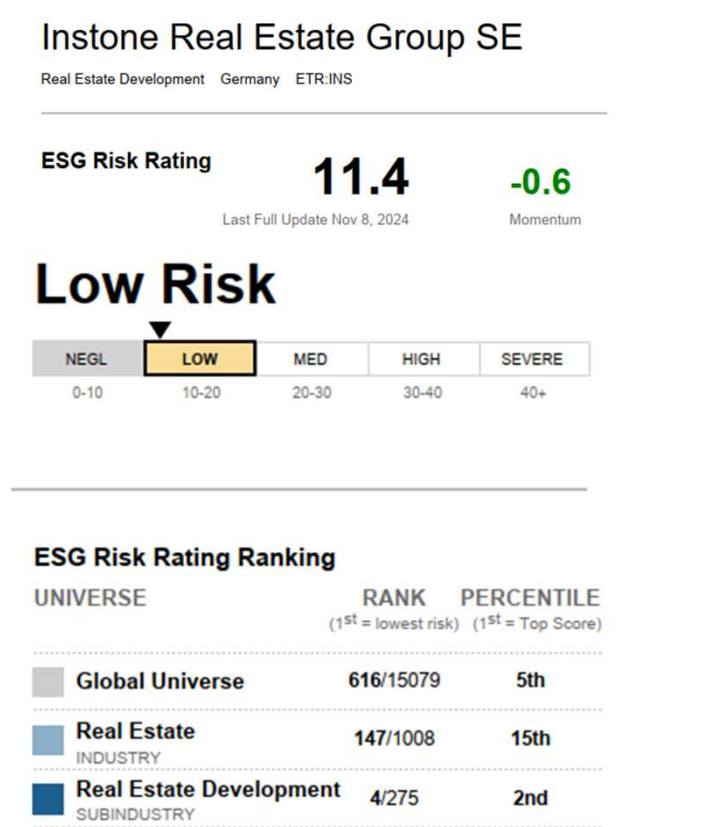 Instone Real Estate Group SE
Real Estate Development Germany ETR:INS
ESG Risk Rating 11.4 -0.6
Last Full Update Nov 8, 2024 Momentum
Low Risk
NEGL LOW MED HIGH SEVERE
0-10 10-20 20-30 30-40 40+
ESG Risk Rating Ranking
UNIVERSE RANK PERCENTILE
(1st = lowest risk) (1st = Top Score)
Global Universe 616/15079 5th
Real Estate 147/1008 15th
INDUSTRY
Real Estate Development 4/275 2nd
SUBINDUSTRY